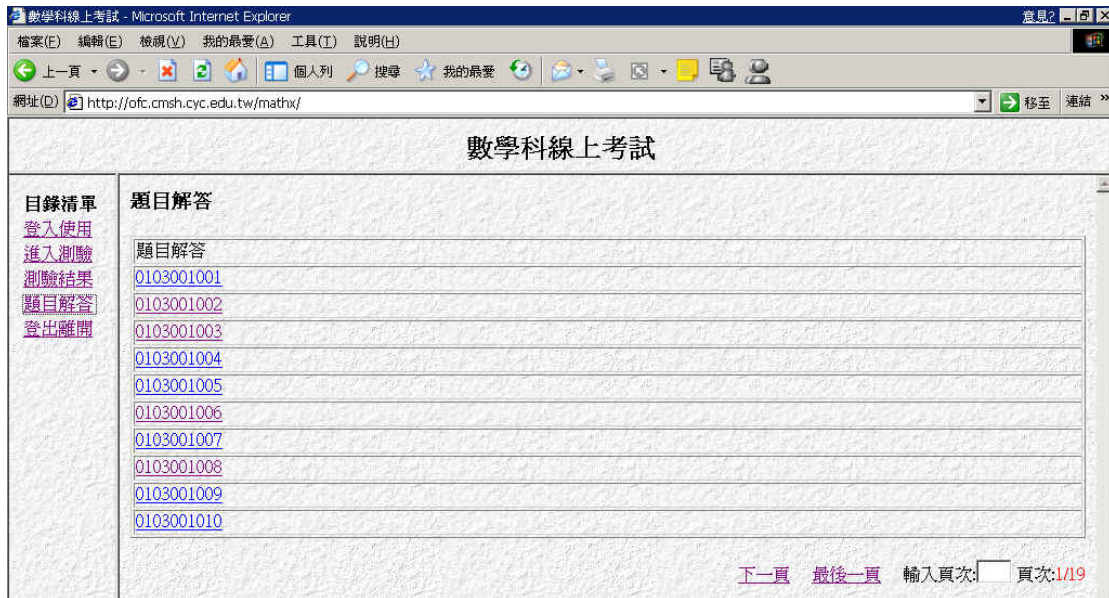 數學科線上考試 - Microsoft Internet Explorer 意見?
檔案(F) 編輯(E) 檢視(V) 我的最愛(A) 工具(T) 說明(H)
上一頁 個人列 搜尋 我的最愛
網址(D) http://ofc.cmsh.cyc.edu.tw/mathx/ 移至 連結 »
數學科線上考試
目錄清單
登入使用
進入測驗
測驗結果
題目解答
登出離開
題目解答
題目解答
0103001001
0103001002
0103001003
0103001004
0103001005
0103001006
0103001007
0103001008
0103001009
0103001010
下一頁 最後一頁 輸入頁次: 頁次:1/19